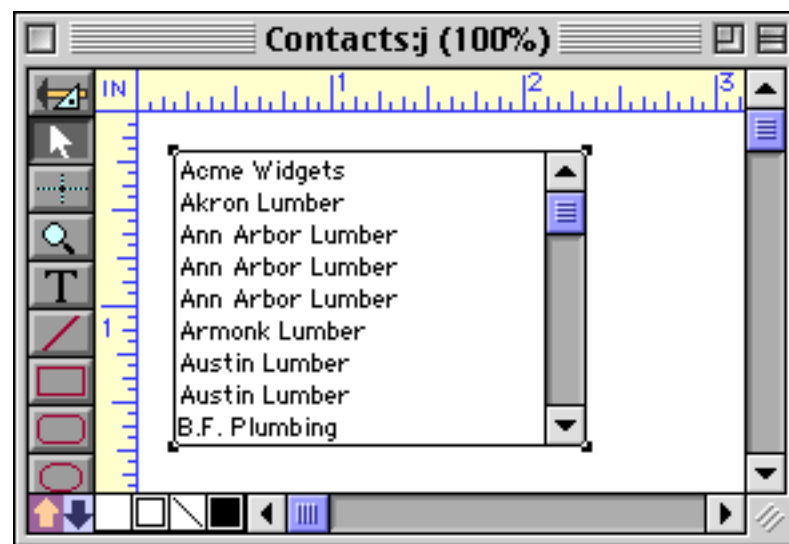 Contacts:j (100%)
IN 1 2 3
T
1
Acme Widgets
Akron Lumber
Ann Arbor Lumber
Ann Arbor Lumber
Ann Arbor Lumber
Armonk Lumber
Austin Lumber
Austin Lumber
B.F. Plumbing